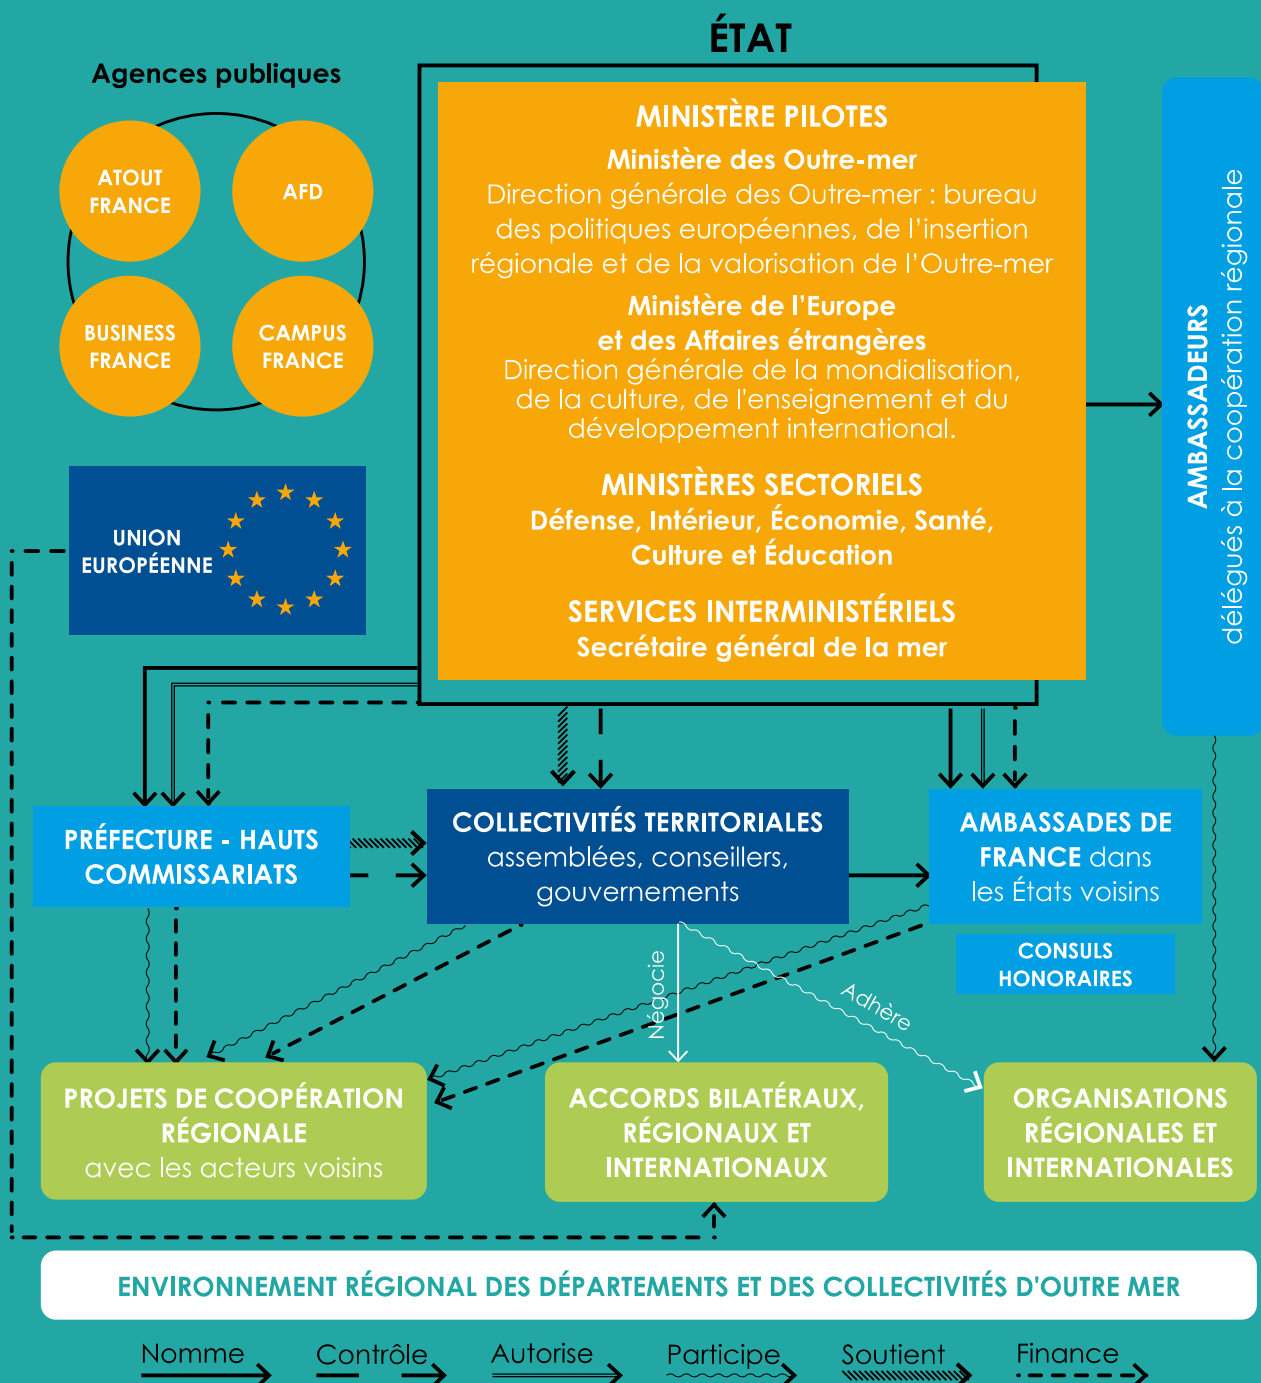 ÉTAT
Agences publiques
ATOUT
FRANCE
AFD
BUSINESS
FRANCE
CAMPUS
FRANCE
UNION
EUROPÉENNE
MINISTÈRE PILOTES
Ministère des Outre-mer
Direction générale des Outre-mer : bureau
des politiques européennes, de l'insertion
régionale et de la valorisation de l'Outre-mer
Ministère de l'Europe
et des Affaires étrangères
Direction générale de la mondialisation,
de la culture, de l'enseignement et du
développement international.
MINISTÈRES SECTORIELS
Défense, Intérieur, Économie, Santé,
Culture et Éducation
SERVICES INTERMINISTÉRIELS
Secrétaire général de la mer
AMBASSADEURS
délégués à la coopération régionale
PRÉFECTURE - HAUTS
COMMISSARIATS
COLLECTIVITÉS TERRITORIALES
assemblées, conseillers,
gouvernements
AMBASSADES DE
FRANCE dans
les États voisins
CONSULS
HONORAIRES
Négocie
Adhère
PROJETS DE COOPÉRATION
RÉGIONALE
avec les acteurs voisins
ACCORDS BILATÉRAUX,
RÉGIONAUX ET
INTERNATIONAUX
ORGANISATIONS
RÉGIONALES ET
INTERNATIONALES
ENVIRONNEMENT RÉGIONAL DES DÉPARTEMENTS ET DES COLLECTIVITÉS D'OUTRE MER
Nomme Contrôle Autorise Participe Soutient Finance